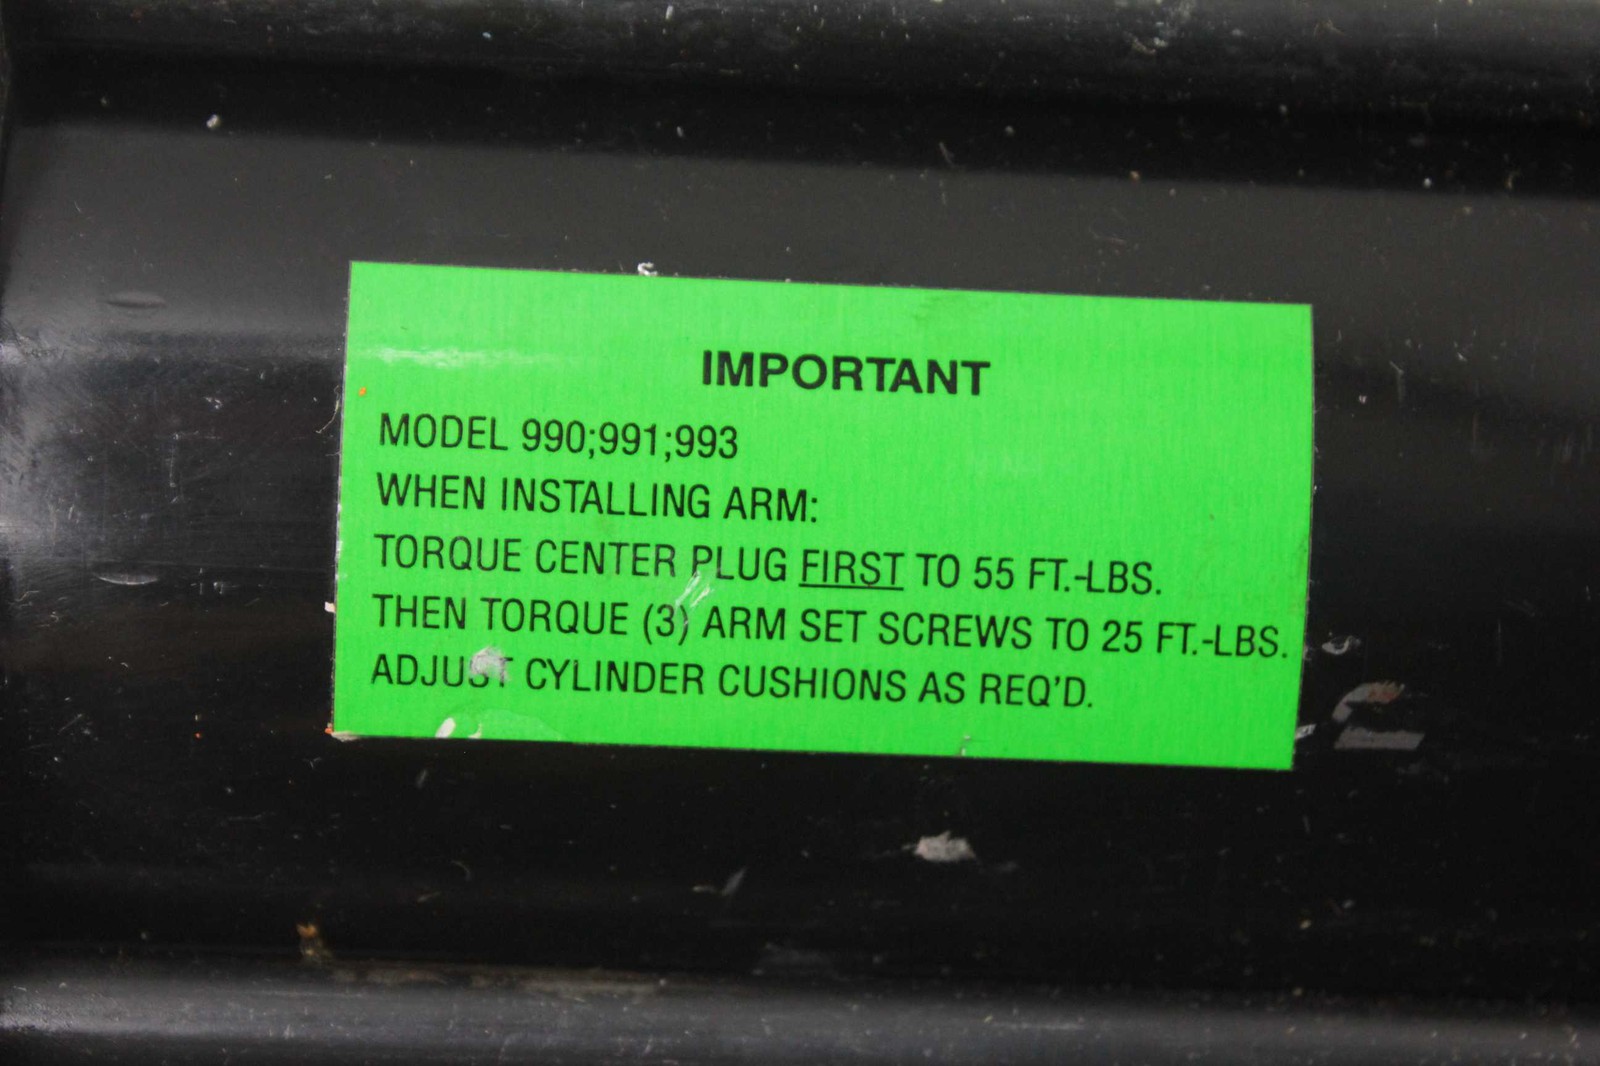 IMPORTANT
MODEL 990;991;993
WHEN INSTALLING ARM:
TORQUE CENTER PLUG FIRST TO 55 FT.-LBS.
THEN TORQUE (3) ARM SET SCREWS TO 25 FT.-LBS.
ADJUST CYLINDER CUSHIONS AS REQ'D.